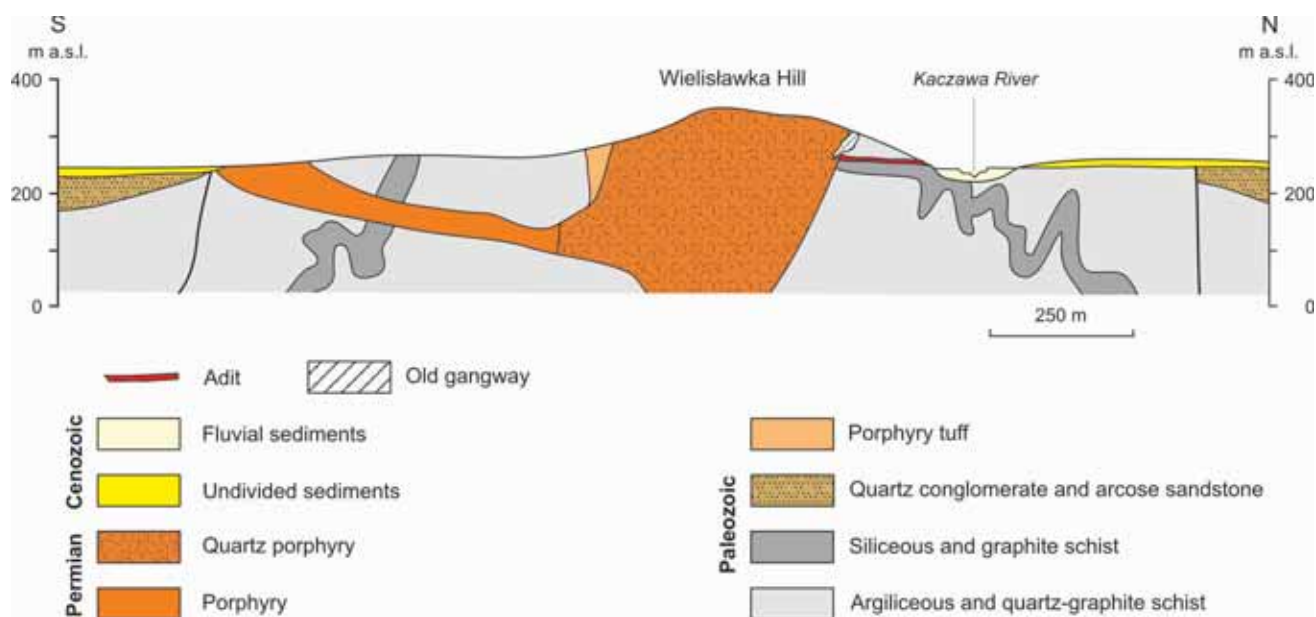 S
N
m a.s.l.
m a.s.l.
Wielisławka Hill
Kaczawa River
400
400
200
200
0
0
250 m
Adit
Old gangway
Cenozoic
Fluvial sediments
Undivided sediments
Permian
Quartz porphyry
Porphyry
Paleozoic
Porphyry tuff
Quartz conglomerate and arcose sandstone
Siliceous and graphite schist
Argiliceous and quartz-graphite schist